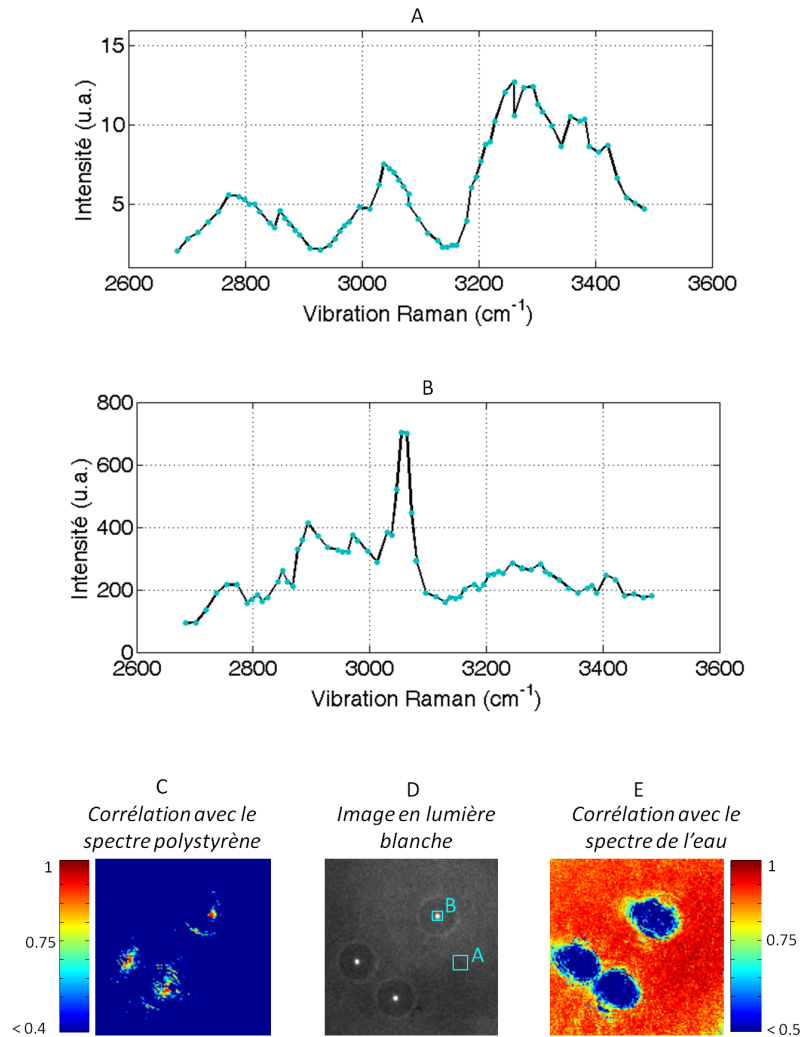 A
15
10
5
2600 2800 3000 3200 3400 3600
Intensité (u.a.)
Vibration Raman (cm⁻¹)
B
800
600
400
200
0
2600 2800 3000 3200 3400 3600
Intensité (u.a.)
Vibration Raman (cm⁻¹)
C
Corrélation avec le
spectre polystyrène
1
0.75
< 0.4
D
Image en lumière
blanche
B
A
E
Corrélation avec le
spectre de l'eau
1
0.75
< 0.5